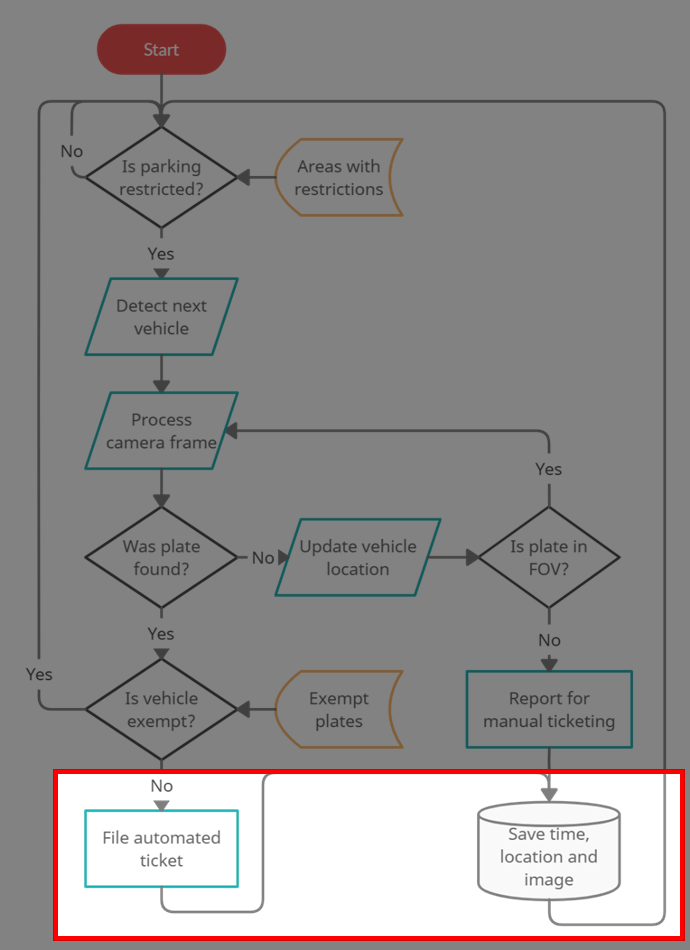 Start
No
Is parking
restricted?
Areas with
restrictions
Yes
Detect next
vehicle
Process
camera frame
Yes
Was plate
found?
No
Update vehicle
location
Is plate in
FOV?
Yes
No
Yes
Is vehicle
exempt?
Exempt
plates
Report for
manual ticketing
No
File automated
ticket
Save time,
location and
image